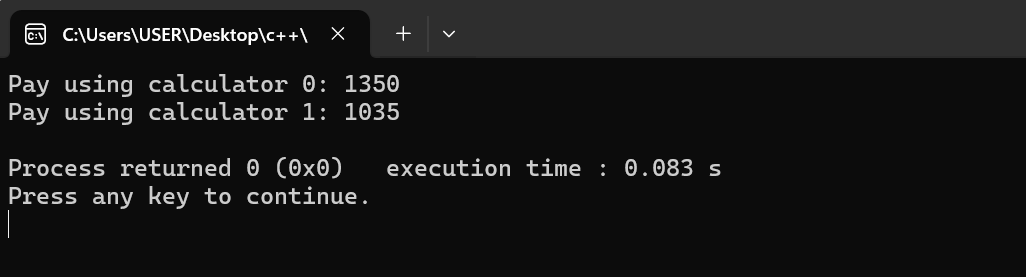 C:\Users\USER\Desktop\c++\
Pay using calculator 0: 1350
Pay using calculator 1: 1035
Process returned 0 (0x0)   execution time : 0.083 s
Press any key to continue.